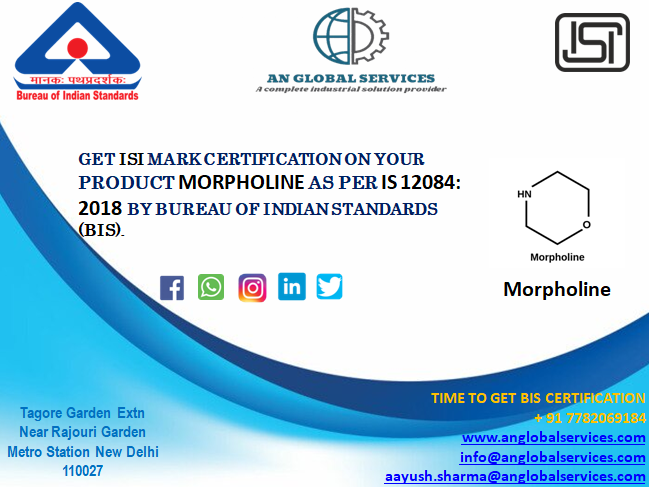 मानकः पथप्रदर्शकः
Bureau of Indian Standards
AN GLOBAL SERVICES
A complete industrial solution provider
ISI
GET ISI MARK CERTIFICATION ON YOUR
PRODUCT MORPHOLINE AS PER IS 12084:
2018 BY BUREAU OF INDIAN STANDARDS
(BIS).
HN
O
Morpholine
Morpholine
in
Tagore Garden Extn
Near Rajouri Garden
Metro Station New Delhi
110027
TIME TO GET BIS CERTIFICATION
+ 91 7782069184
www.anglobalservices.com
info@anglobalservices.com
aayush.sharma@anglobalservices.com